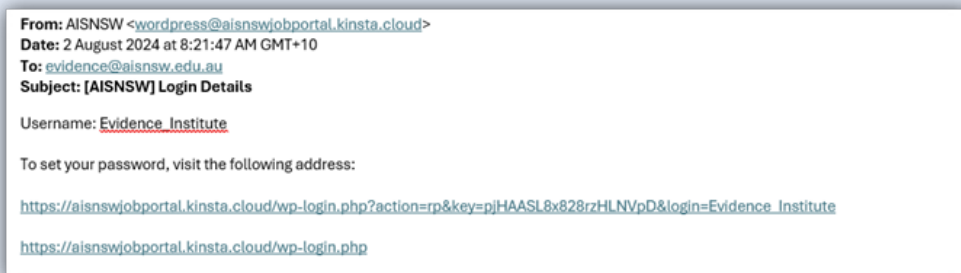 From: AISNSW <wordpress@aisnswjobportal.kinsta.cloud>
Date: 2 August 2024 at 8:21:47 AM GMT+10
To: evidence@aisnsw.edu.au
Subject: [AISNSW] Login Details
Username: Evidence_Institute
To set your password, visit the following address:
https://aisnswjobportal.kinsta.cloud/wp-login.php?action=rp&key=pjHAASL8x828rzHLNVpD&login=Evidence_Institute
https://aisnswjobportal.kinsta.cloud/wp-login.php